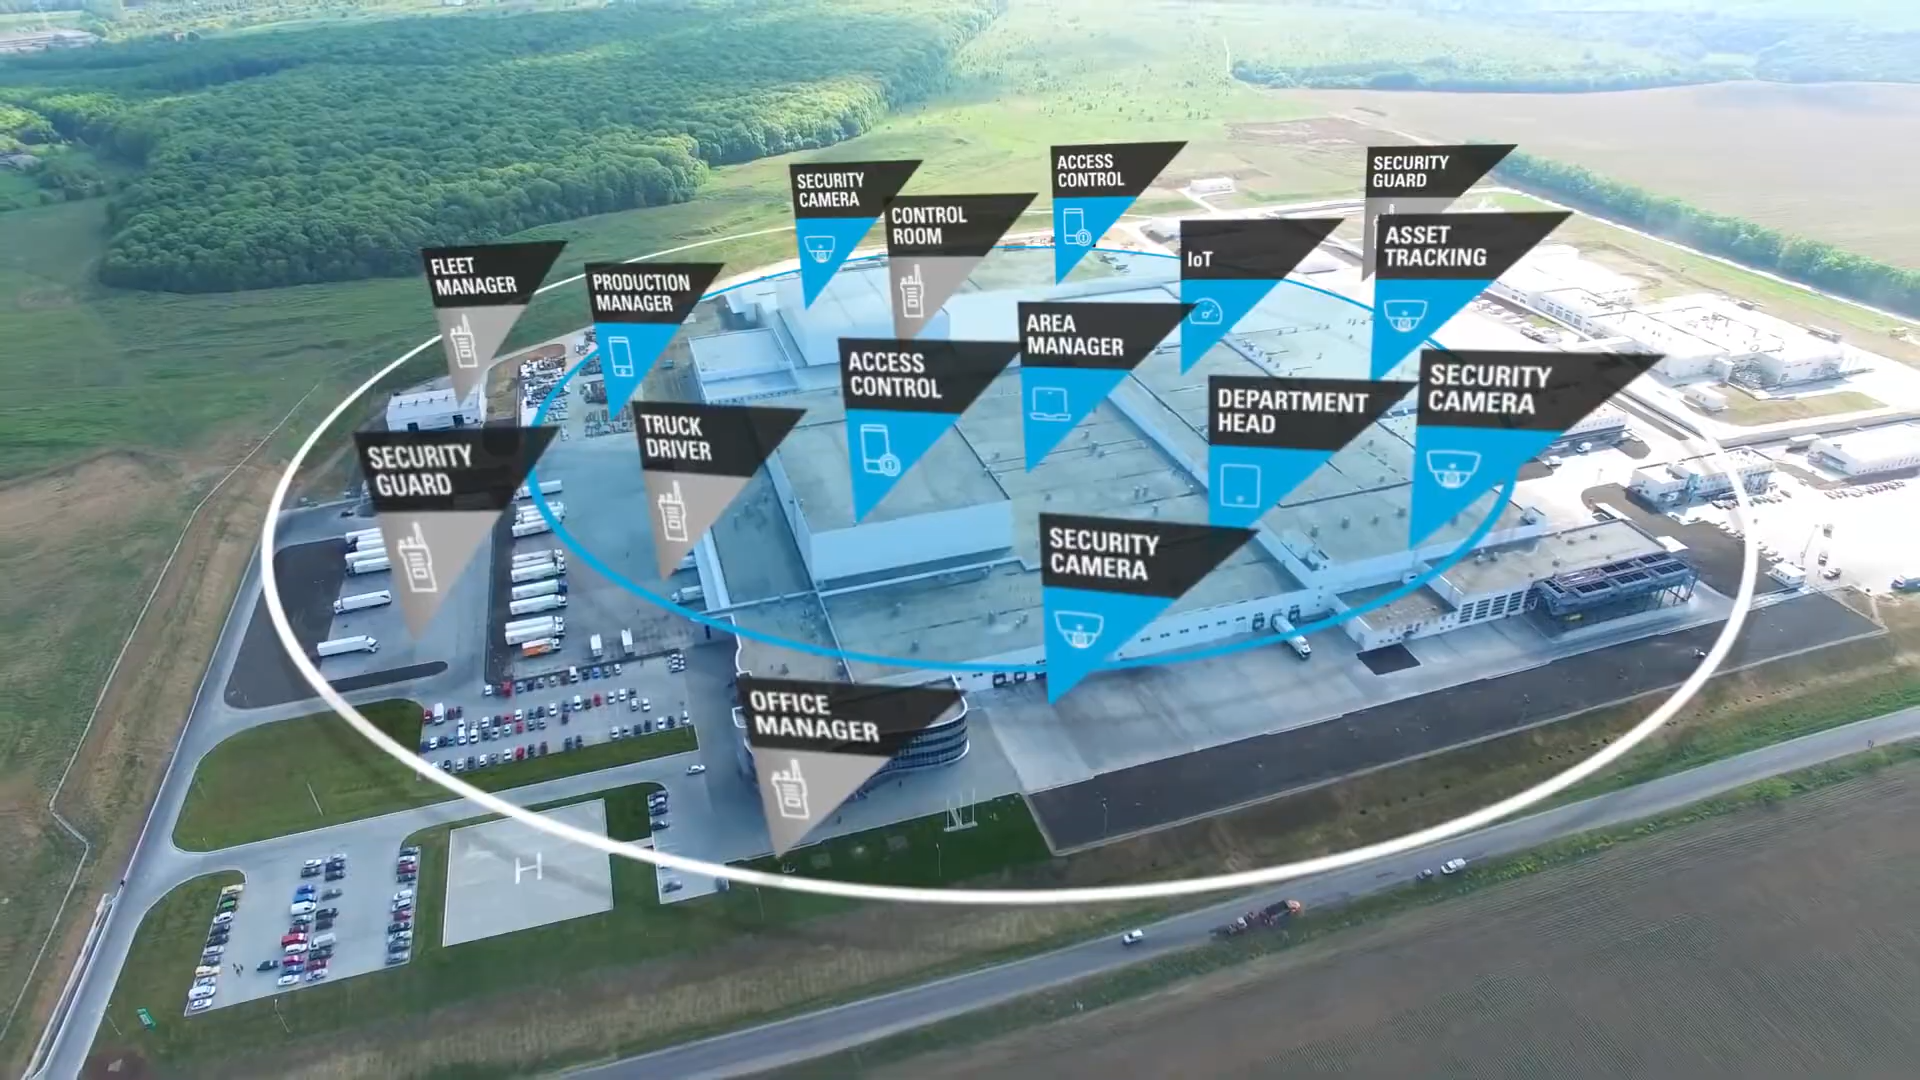 SECURITY
CAMERA
ACCESS
CONTROL
SECURITY
GUARD
CONTROL
ROOM
FLEET
MANAGER
PRODUCTION
MANAGER
IoT
ASSET
TRACKING
AREA
MANAGER
ACCESS
CONTROL
SECURITY
CAMERA
DEPARTMENT
HEAD
TRUCK
DRIVER
SECURITY
GUARD
SECURITY
CAMERA
OFFICE
MANAGER
H